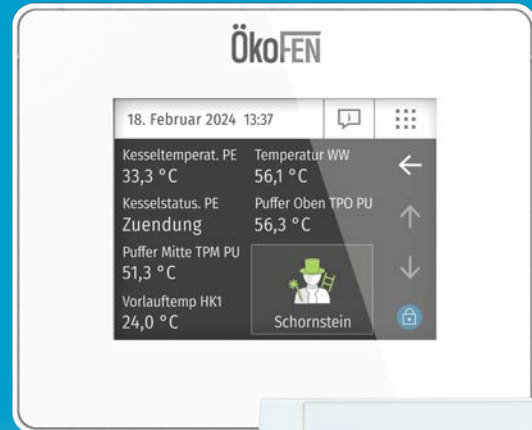 ÖkoFEN
18. Februar 2024 13:37
Kesseltemperat. PE
33,3 °C
Temperatur WW
56,1 °C
Kesselstatus. PE
Zuendung
Puffer Oben TPO PU
56,3 °C
Puffer Mitte TPM PU
51,3 °C
Vorlauftemp HK1
24,0 °C
Schornstein